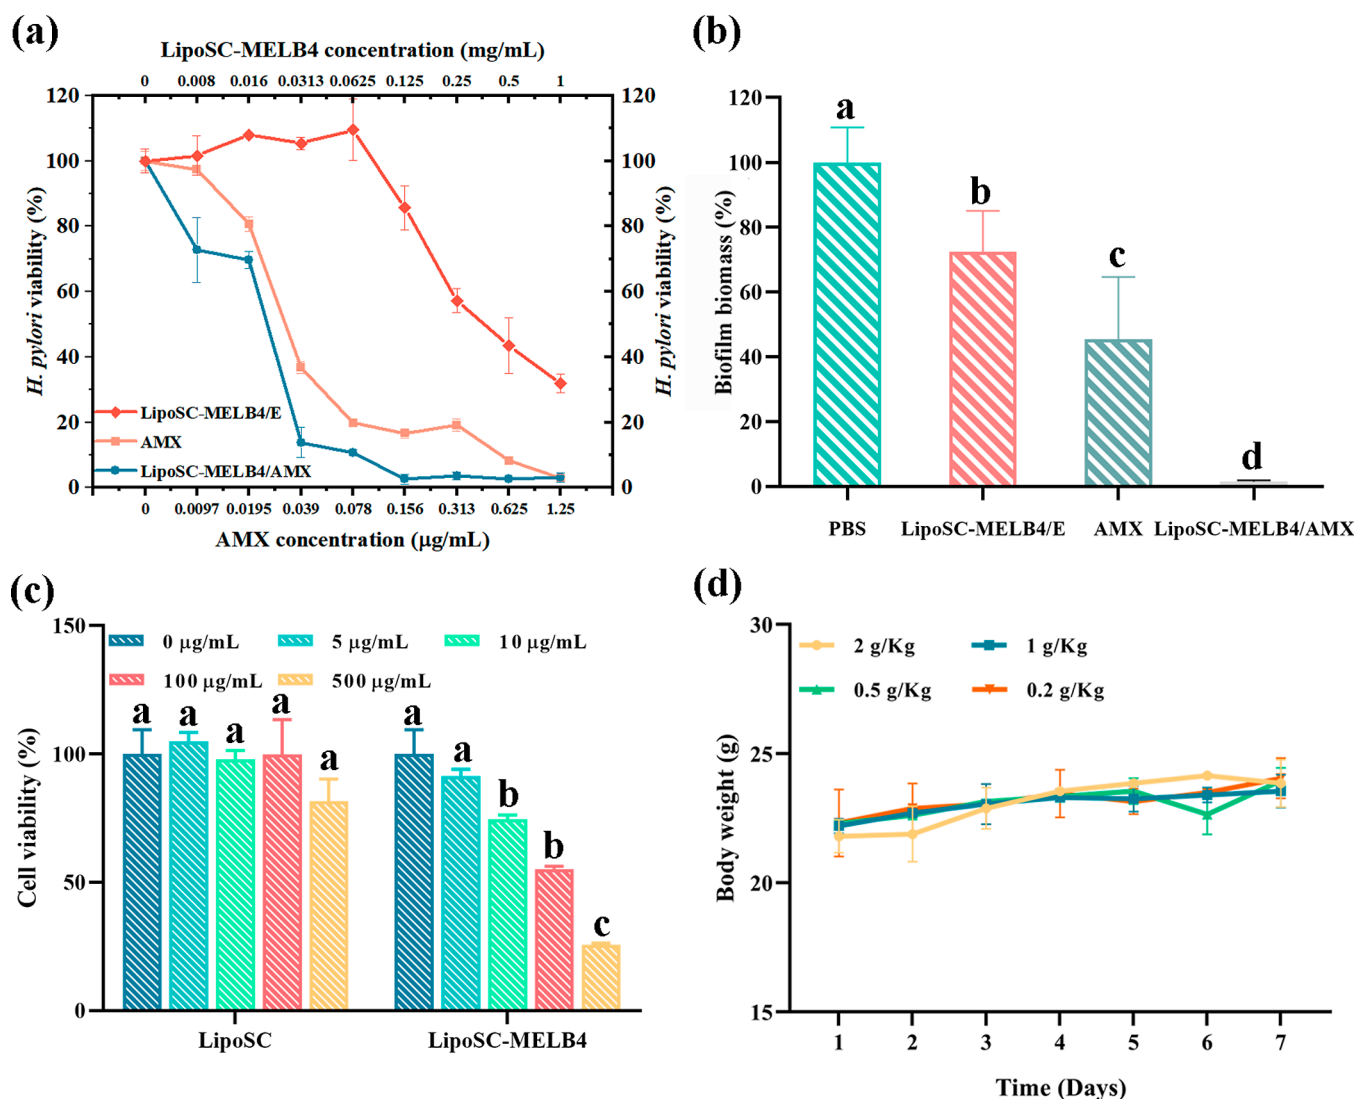 (a)
LipoSC-MELB4 concentration (mg/mL)
0 0.008 0.016 0.0313 0.0625 0.125 0.25 0.5 1
120 120
100 100
80 80
60 60
40 40
20 20
0 0
H. pylori viability (%)
H. pylori viability (%)
LipoSC-MELB4/E
AMX
LipoSC-MELB4/AMX
0 0.0097 0.0195 0.039 0.078 0.156 0.313 0.625 1.25
AMX concentration (μg/mL)
(b)
120
100
80
60
40
20
0
Biofilm biomass (%)
a
b
c
d
PBS LipoSC-MELB4/E AMX LipoSC-MELB4/AMX
(c)
150
100
50
0
Cell viability (%)
0 μg/mL 5 μg/mL 10 μg/mL
100 μg/mL 500 μg/mL
a a a a a
a a b b c
LipoSC LipoSC-MELB4
(d)
30
25
20
15
Body weight (g)
2 g/Kg 1 g/Kg
0.5 g/Kg 0.2 g/Kg
1 2 3 4 5 6 7
Time (Days)